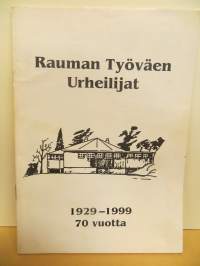 Rauman Työväen
Urheilijat
1929–1999
70 vuotta